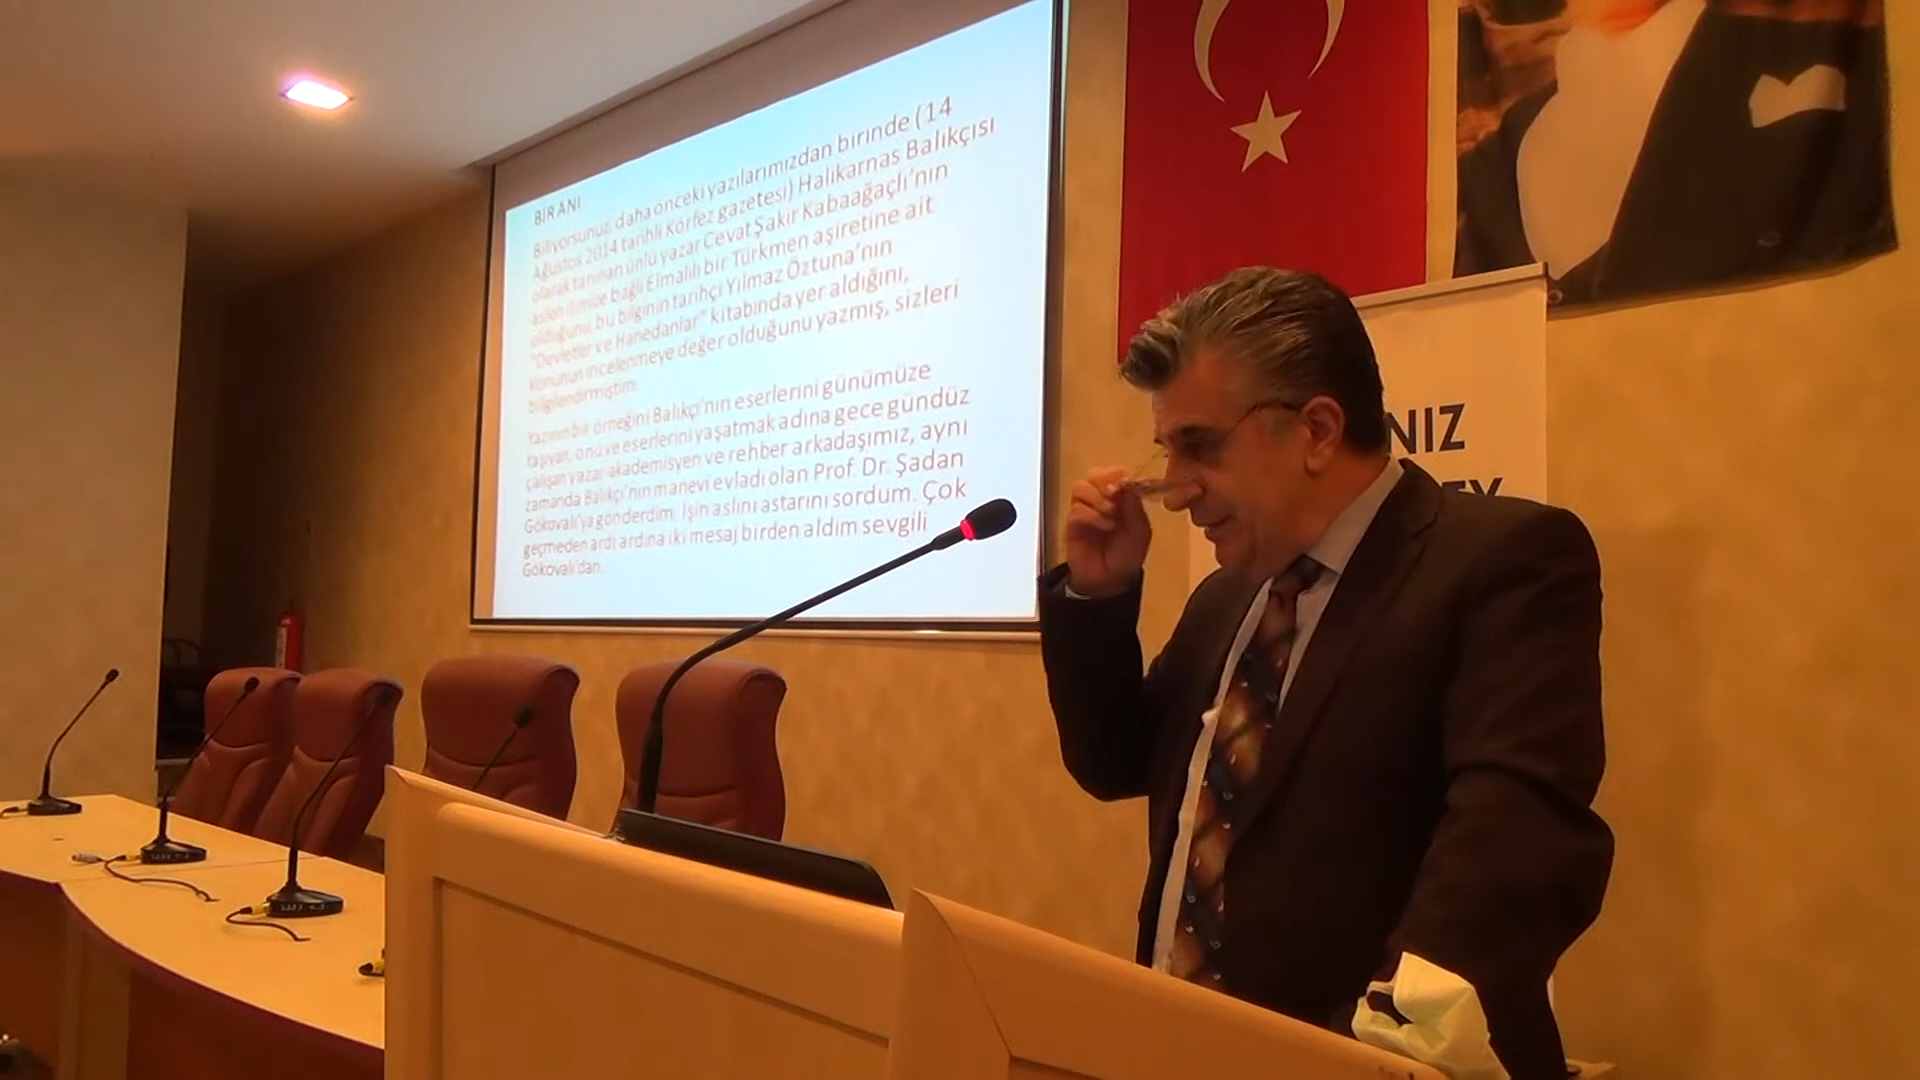 BİR ANI
Biliyorsunuz, daha önceki yazılarımızdan birinde (14
Ağustos 2014 tarihli Körfez gazetesi) Halikarnas Balıkçısı
olarak tanınan ünlü yazar Cevat Şakir Kabaağaçlı'nın
aslen ilimize bağlı Elmalılı bir Türkmen aşiretine ait
olduğunu, bu bilginin tarihçi Yılmaz Öztuna'nın
"Devletler ve Hanedanlar" kitabında yer aldığını,
konunun incelenmeye değer olduğunu yazmış, sizleri
bilgilendirmiştim.
Yazının bir örneğini Balıkçı'nın eserlerini günümüze
taşıyan, onu ve eserlerini yaşatmak adına gece gündüz
çalışan yazar-akademisyen ve rehber arkadaşımız, aynı
zamanda Balıkçı'nın manevi evladı olan Prof. Dr. Şadan
Gökovalı'ya gönderdim. İşin aslını astarını sordum. Çok
geçmeden ardı ardına iki mesaj birden aldım sevgili
Gökovalı'dan.
NIZ